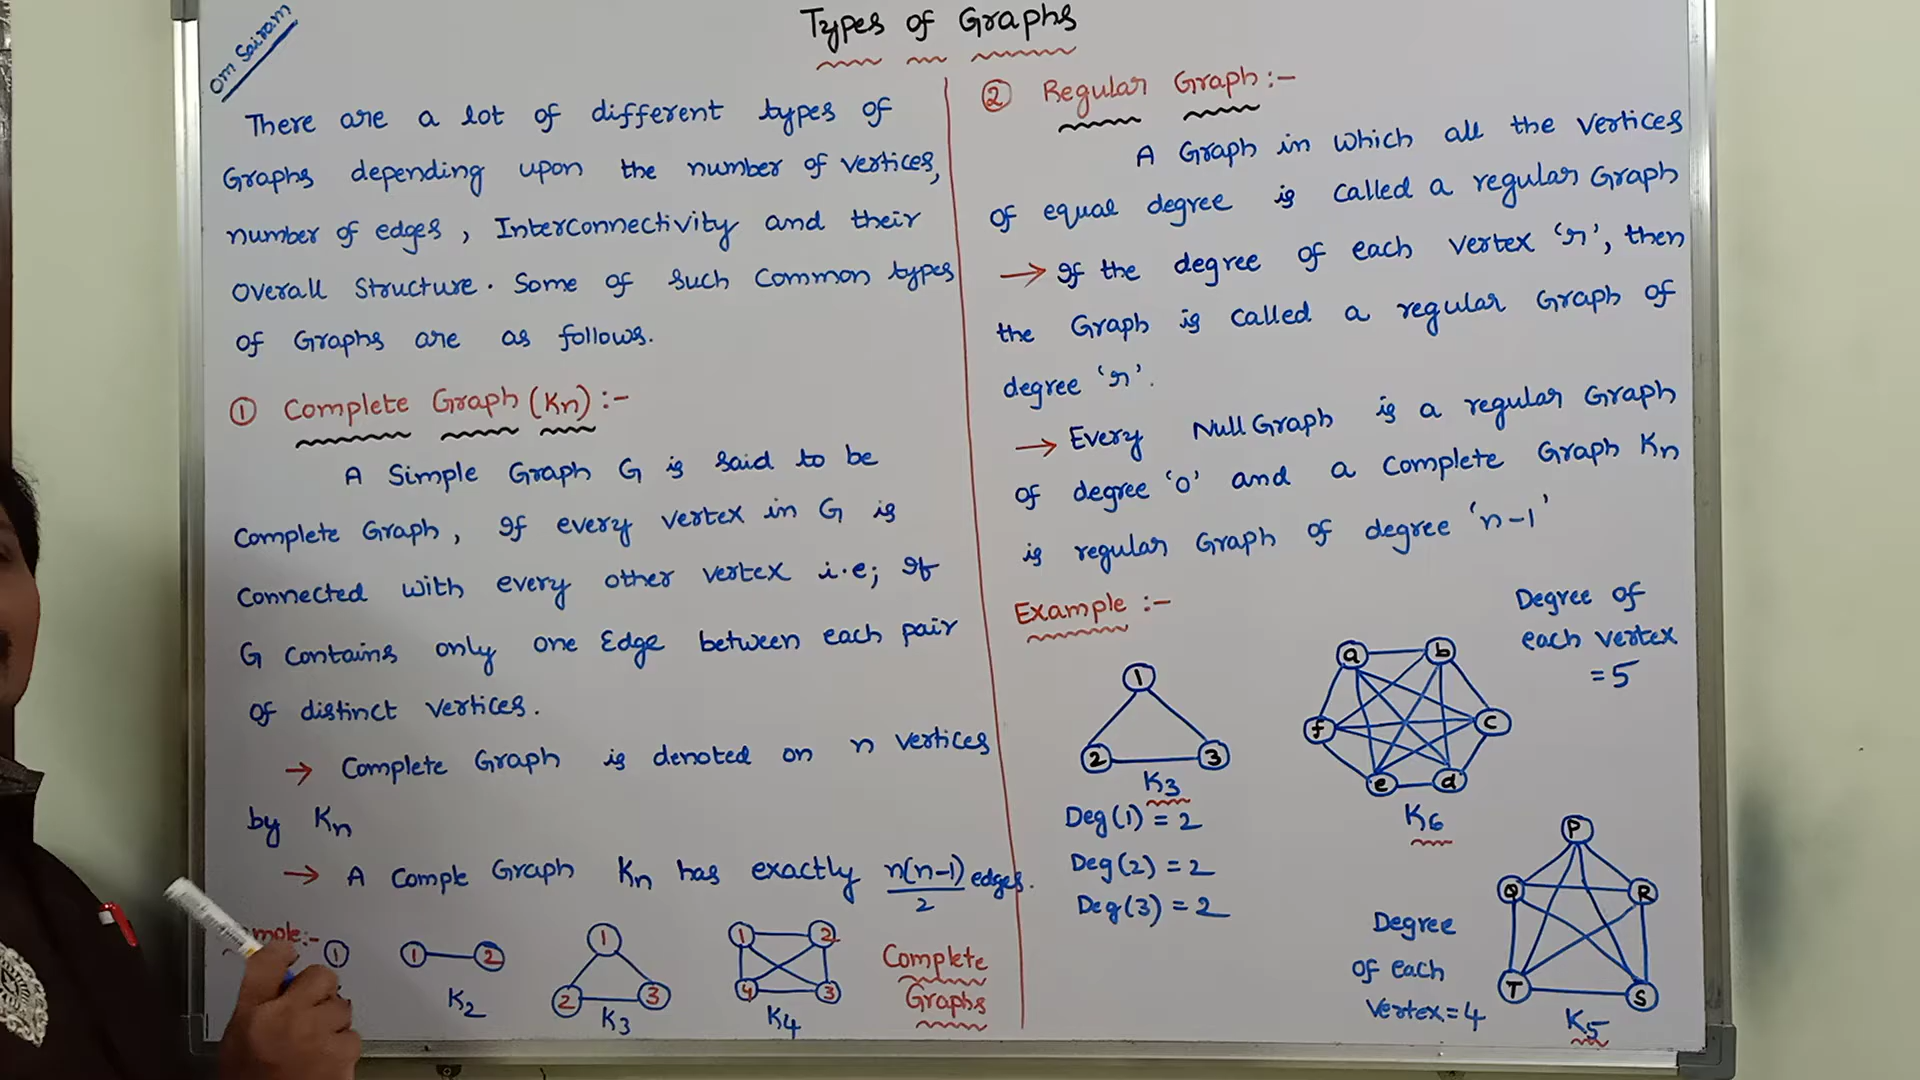 Types of Graphs
Om Sairam
There are a lot of different types of
Graphs depending upon the number of vertices,
number of edges, Interconnectivity and their
Overall Structure. Some of such Common types
of Graphs are as follows.
① Complete Graph (Kn) :-
A Simple Graph G is said to be
Complete Graph, If every vertex in G is
Connected with every other vertex i.e; If
G contains only one Edge between each pair
of distinct vertices.
→ Complete Graph is denoted on n vertices
by Kn
→ A Comple Graph Kn has exactly n(n-1)/2 edges.
mple:-
1
1 2
K2
1
2 3
K3
1 2
4 3
K4
Complete
Graphs
② Regular Graph :-
A Graph in which all the vertices
of equal degree is called a regular Graph
→ If the degree of each vertex 'r', then
the Graph is called a regular Graph of
degree 'r'.
→ Every Null Graph is a regular Graph
of degree '0' and a Complete Graph Kn
is regular Graph of degree 'n-1'
Example :-
1
2 3
K3
Deg(1) = 2
Deg(2) = 2
Deg(3) = 2
a b
f c
e d
K6
Degree of
each vertex
= 5
P
Q R
T S
K5
Degree
of each
Vertex = 4